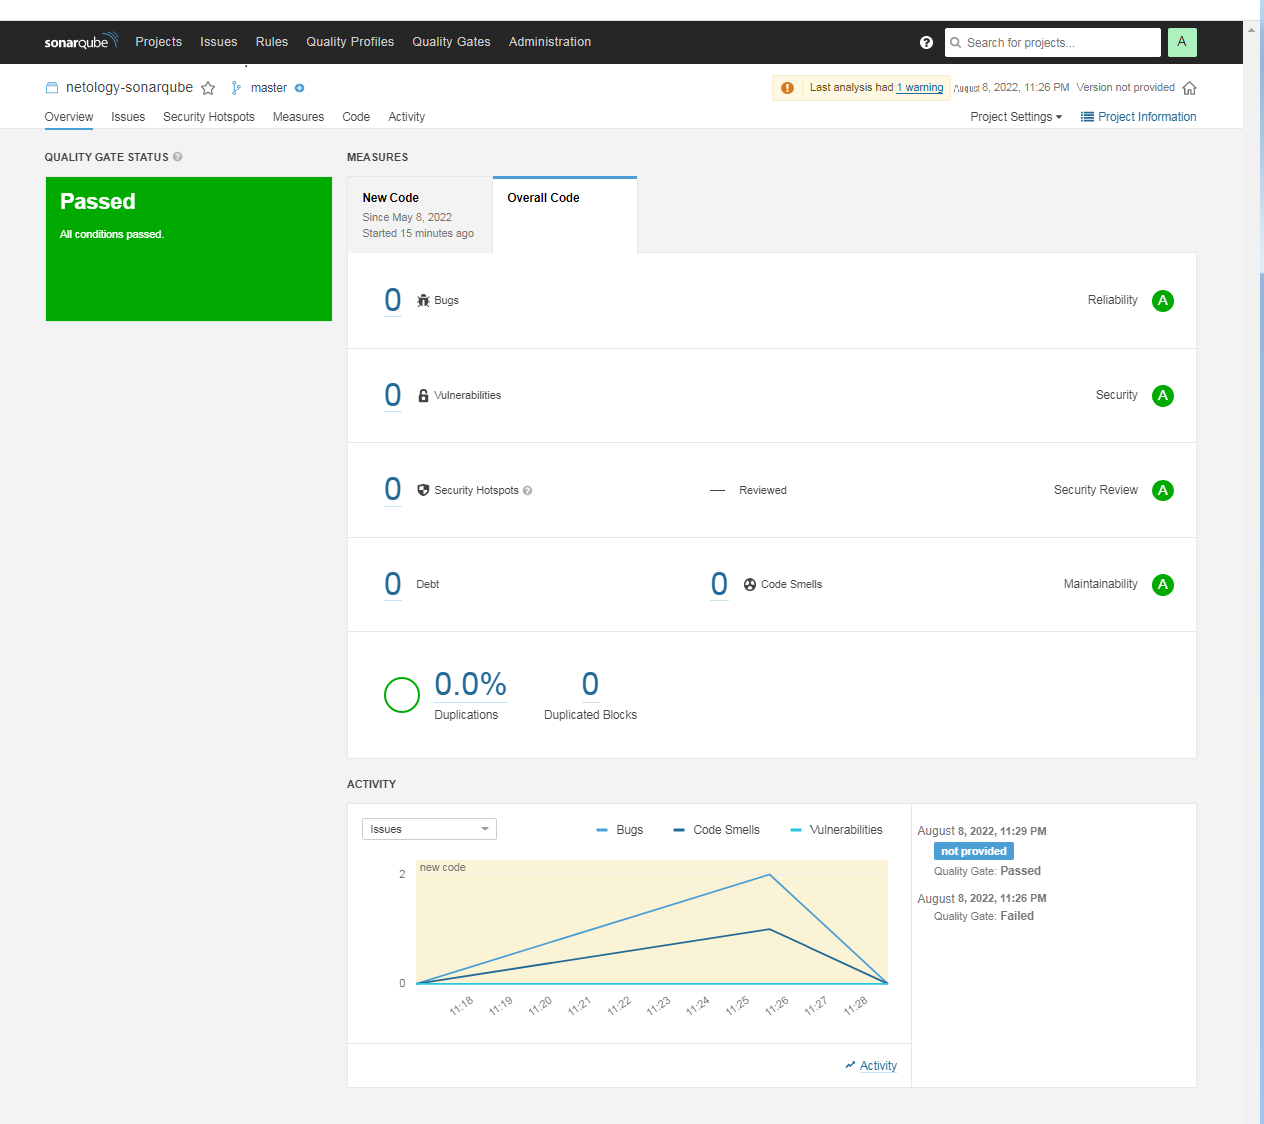 sonarqube Projects Issues Rules Quality Profiles Quality Gates Administration Search for projects... A
netology-sonarqube master Last analysis had 1 warning August 8, 2022, 11:26 PM Version not provided
Overview Issues Security Hotspots Measures Code Activity Project Settings Project Information
QUALITY GATE STATUS
Passed
All conditions passed.
MEASURES
New Code
Since May 8, 2022
Started 15 minutes ago
Overall Code
0 Bugs Reliability A
0 Vulnerabilities Security A
0 Security Hotspots — Reviewed Security Review A
0 Debt 0 Code Smells Maintainability A
0.0% 0
Duplications Duplicated Blocks
ACTIVITY
Issues Bugs Code Smells Vulnerabilities
new code
2
0
11:18 11:19 11:20 11:21 11:22 11:23 11:24 11:25 11:26 11:27 11:28
Activity
August 8, 2022, 11:29 PM
not provided
Quality Gate: Passed
August 8, 2022, 11:26 PM
Quality Gate: Failed